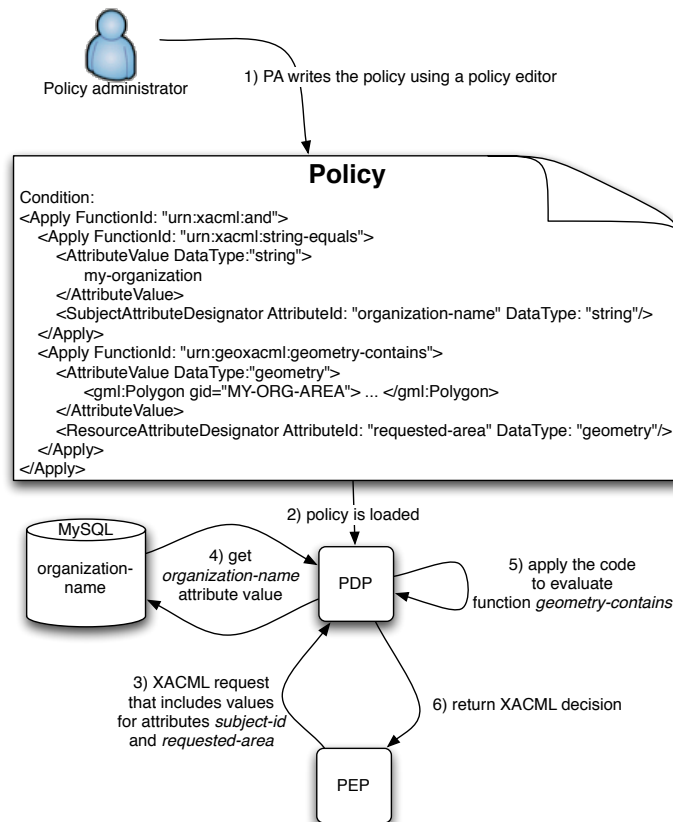 Policy administrator
1) PA writes the policy using a policy editor
Policy
Condition:
<Apply FunctionId: "urn:xacml:and">
<Apply FunctionId: "urn:xacml:string-equals">
<AttributeValue DataType:"string">
my-organization
</AttributeValue>
<SubjectAttributeDesignator AttributeId: "organization-name" DataType: "string"/>
</Apply>
<Apply FunctionId: "urn:geoxacml:geometry-contains">
<AttributeValue DataType:"geometry">
<gml:Polygon gid="MY-ORG-AREA"> ... </gml:Polygon>
</AttributeValue>
<ResourceAttributeDesignator AttributeId: "requested-area" DataType: "geometry"/>
</Apply>
</Apply>
2) policy is loaded
MySQL
organization-
name
4) get
organization-name
attribute value
PDP
5) apply the code
to evaluate
function geometry-contains
3) XACML request
that includes values
for attributes subject-id
and requested-area
6) return XACML decision
PEP